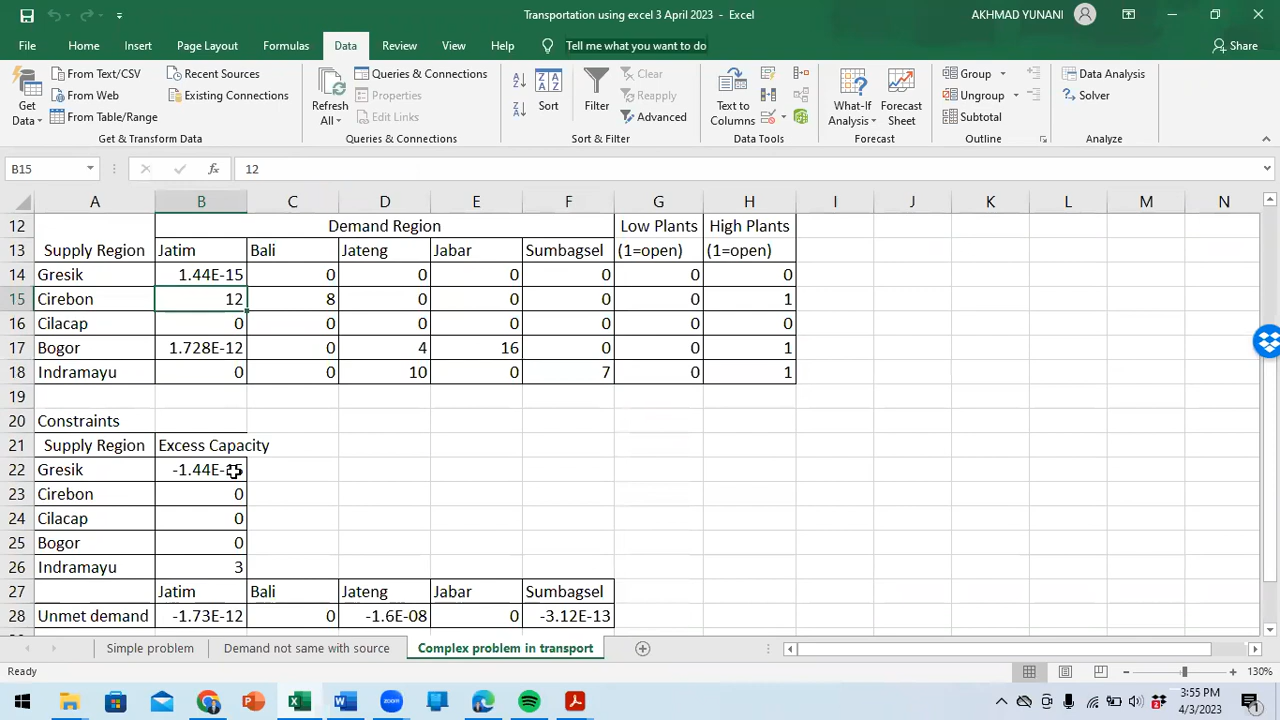 Transportation using excel 3 April 2023 - Excel
AKHMAD YUNANI
File Home Insert Page Layout Formulas Data Review View Help Tell me what you want to do Share
Get Data
From Text/CSV
From Web
From Table/Range
Recent Sources
Existing Connections
Get & Transform Data
Refresh All
Queries & Connections
Properties
Edit Links
Queries & Connections
Sort
Filter
Clear
Reapply
Advanced
Sort & Filter
Text to Columns
Data Tools
What-If Analysis
Forecast Sheet
Forecast
Group
Ungroup
Subtotal
Outline
Data Analysis
Solver
Analyze
B15 fx 12
A B C D E F G H I J K L M N
12 Demand Region Low Plants High Plants
13 Supply Region Jatim Bali Jateng Jabar Sumbagsel (1=open) (1=open)
14 Gresik 1.44E-15 0 0 0 0 0 0
15 Cirebon 12 8 0 0 0 0 1
16 Cilacap 0 0 0 0 0 0 0
17 Bogor 1.728E-12 0 4 16 0 0 1
18 Indramayu 0 0 10 0 7 0 1
19
20 Constraints
21 Supply Region Excess Capacity
22 Gresik -1.44E-15
23 Cirebon 0
24 Cilacap 0
25 Bogor 0
26 Indramayu 3
27 Jatim Bali Jateng Jabar Sumbagsel
28 Unmet demand -1.73E-12 0 -1.6E-08 0 -3.12E-13
Simple problem Demand not same with source Complex problem in transport
Ready 130%
zoom
3:55 PM
4/3/2023